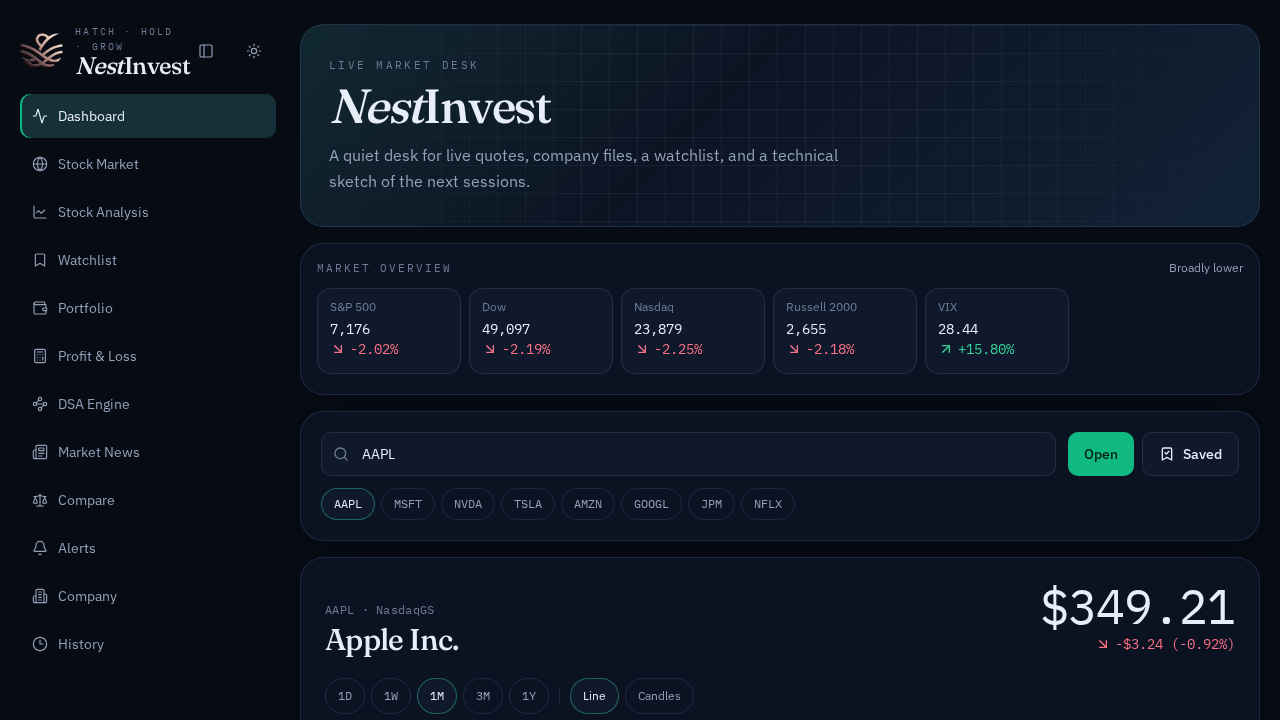 HATCH · HOLD
· GROW
NestInvest
Dashboard
Stock Market
Stock Analysis
Watchlist
Portfolio
Profit & Loss
DSA Engine
Market News
Compare
Alerts
Company
History
LIVE MARKET DESK
NestInvest
A quiet desk for live quotes, company files, a watchlist, and a technical
sketch of the next sessions.
MARKET OVERVIEW
Broadly lower
S&P 500
7,176
-2.02%
Dow
49,097
-2.19%
Nasdaq
23,879
-2.25%
Russell 2000
2,655
-2.18%
VIX
28.44
+15.80%
AAPL
Open
Saved
AAPL MSFT NVDA TSLA AMZN GOOGL JPM NFLX
AAPL · NasdaqGS
Apple Inc.
$349.21
-$3.24 (-0.92%)
1D 1W 1M 3M 1Y Line Candles